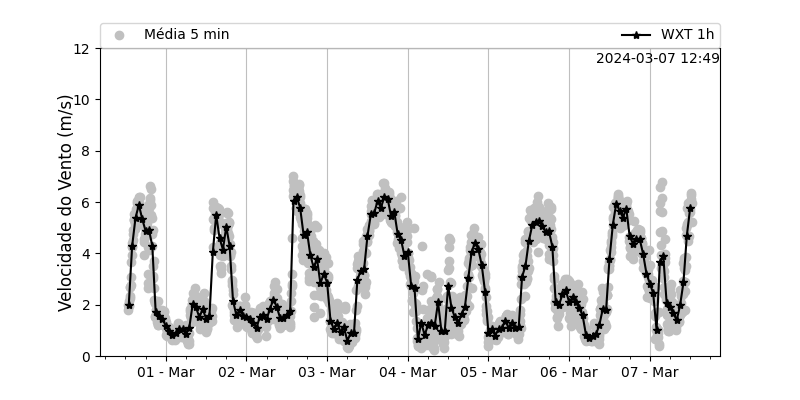 Média 5 min
WXT 1h
2024-03-07 12:49
Velocidade do Vento (m/s)
12
10
8
6
4
2
0
01 - Mar
02 - Mar
03 - Mar
04 - Mar
05 - Mar
06 - Mar
07 - Mar